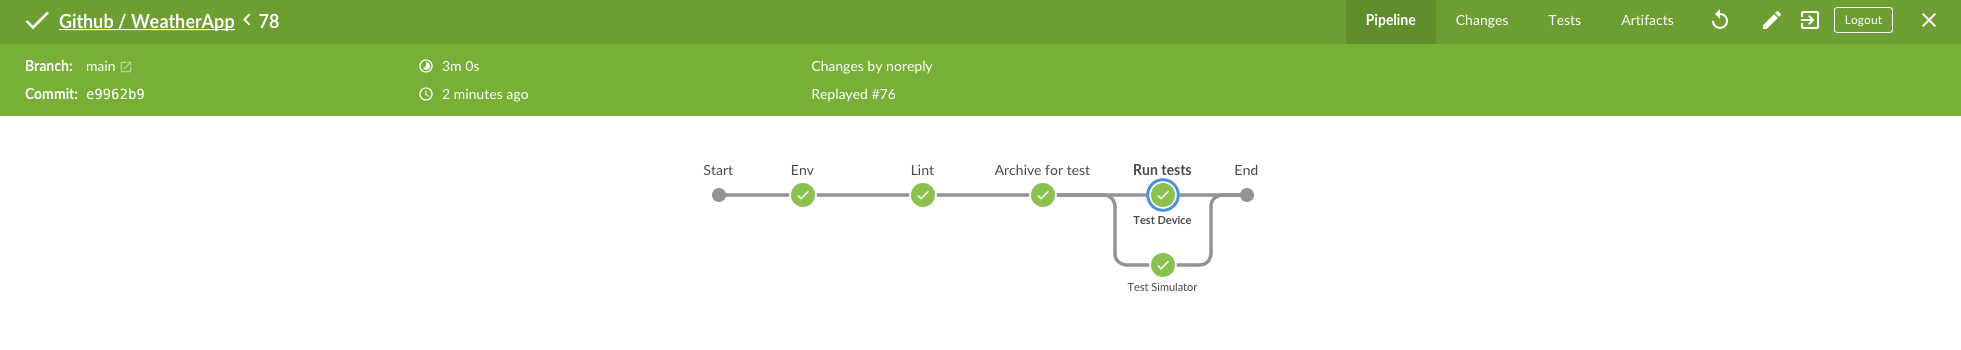 Github / WeatherApp < 78
Pipeline
Changes
Tests
Artifacts
Logout
Branch: main
3m 0s
Changes by noreply
Commit: e9962b9
2 minutes ago
Replayed #76
Start
Env
Lint
Archive for test
Run tests
End
Test Device
Test Simulator